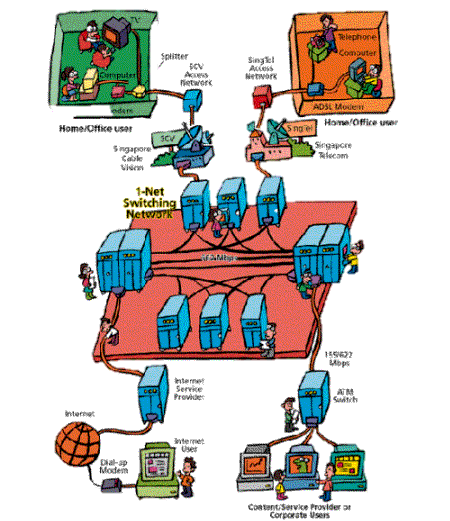 TV
Computer
Home/Office user
Splitter
SCV
Access
Network
SingTel
Access
Network
Telephone
Computer
ADSL Modem
Home/Office user
SCV
Singapore
Cable
Vision
SingTel
Singapore
Telecom
1-Net
Switching
Network
Mbps
155/622
Mbps
Internet
Service
Provider
ATM
Switch
Internet
Internet
User
Dial-up
Modem
Content/Service Provider or
Corporate Users